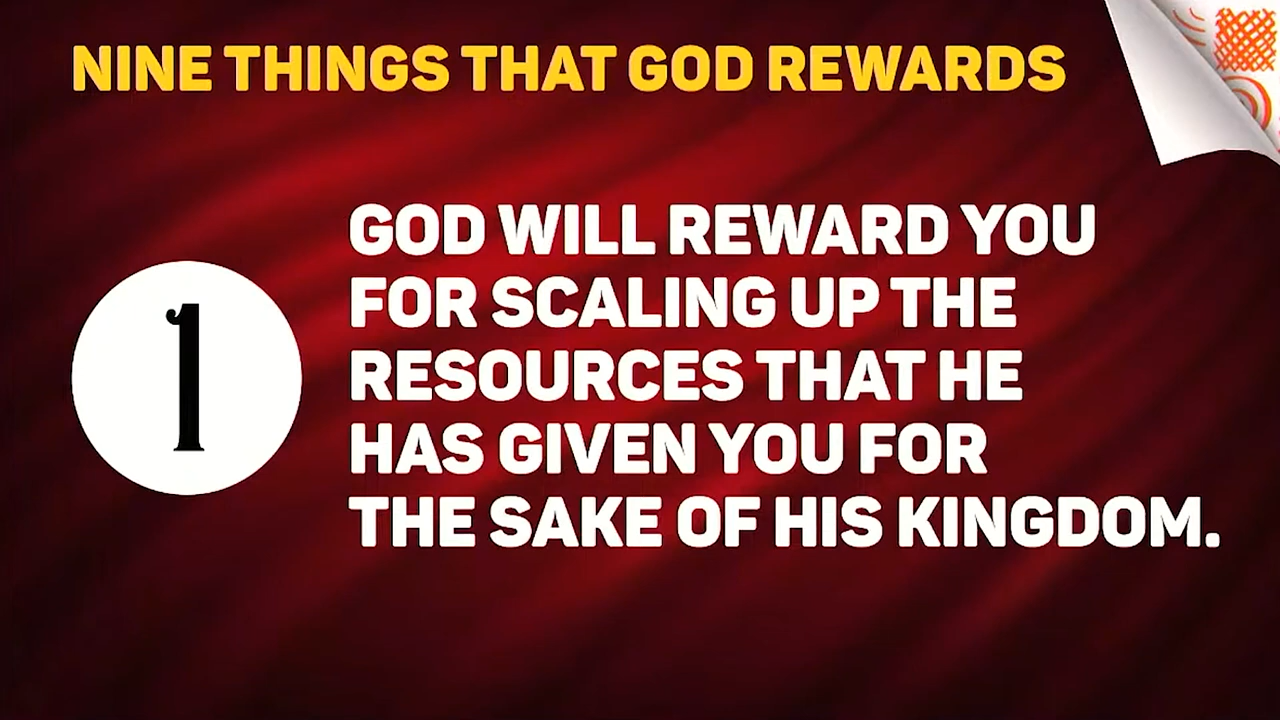 NINE THINGS THAT GOD REWARDS
1
GOD WILL REWARD YOU
FOR SCALING UP THE
RESOURCES THAT HE
HAS GIVEN YOU FOR
THE SAKE OF HIS KINGDOM.